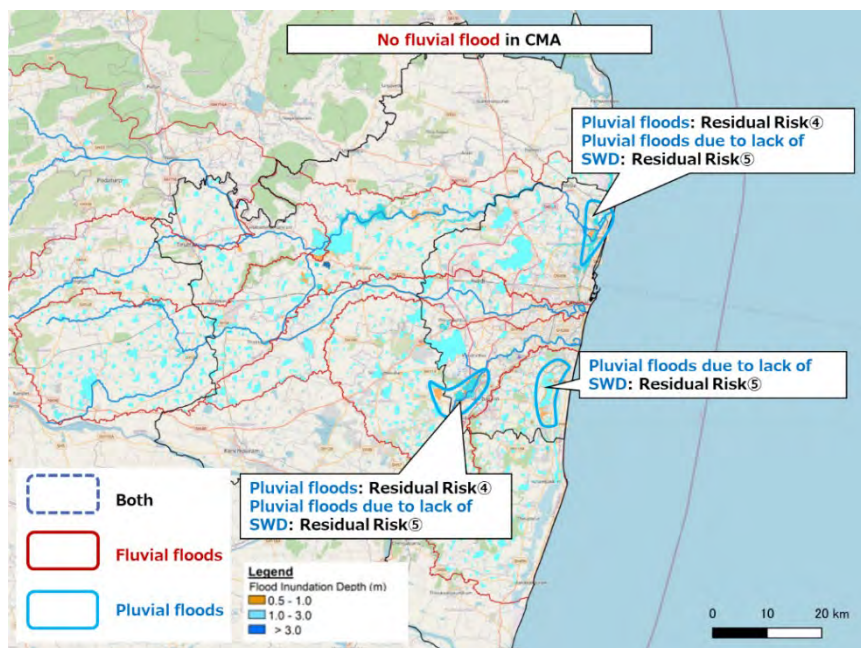 No fluvial flood in CMA
Pluvial floods: Residual Risk④
Pluvial floods due to lack of
SWD: Residual Risk⑤
Pluvial floods due to lack of
SWD: Residual Risk⑤
Pluvial floods: Residual Risk④
Pluvial floods due to lack of
SWD: Residual Risk⑤
Both
Fluvial floods
Pluvial floods
Legend
Flood Inundation Depth (m)
0.5 - 1.0
1.0 - 3.0
> 3.0
0 10 20 km